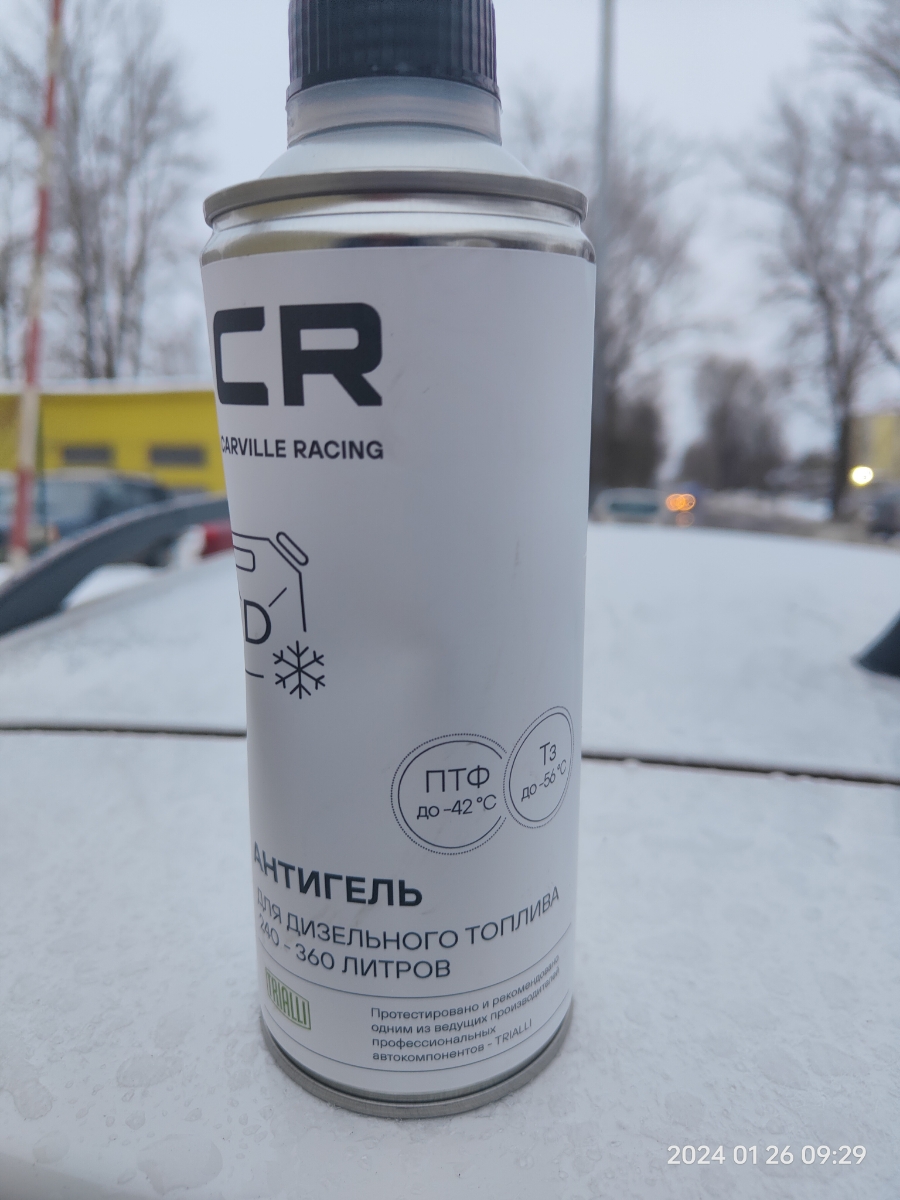 CR
CARVILLE RACING
D
ПТФ
до -42 °C
Тз
до -56 °C
АНТИГЕЛЬ
ДЛЯ ДИЗЕЛЬНОГО ТОПЛИВА
240 - 360 ЛИТРОВ
TRIALLI
Протестировано и рекомендовано
одним из ведущих производителей
профессиональных
автокомпонентов - TRIALLI
2024 01 26 09:29